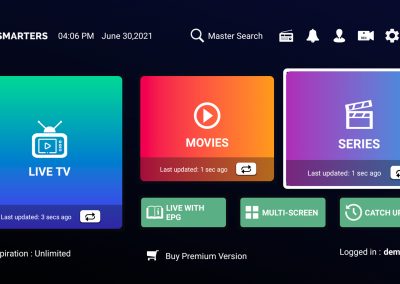 SMARTERS 04:06 PM June 30,2021 Master Search
REC
LIVE TV
Last updated: 3 secs ago
MOVIES
Last updated: 1 sec ago
SERIES
Last updated: 1 sec ago
LIVE WITH
EPG
MULTI-SCREEN
CATCH UP
piration : Unlimited
Buy Premium Version
Logged in : dem